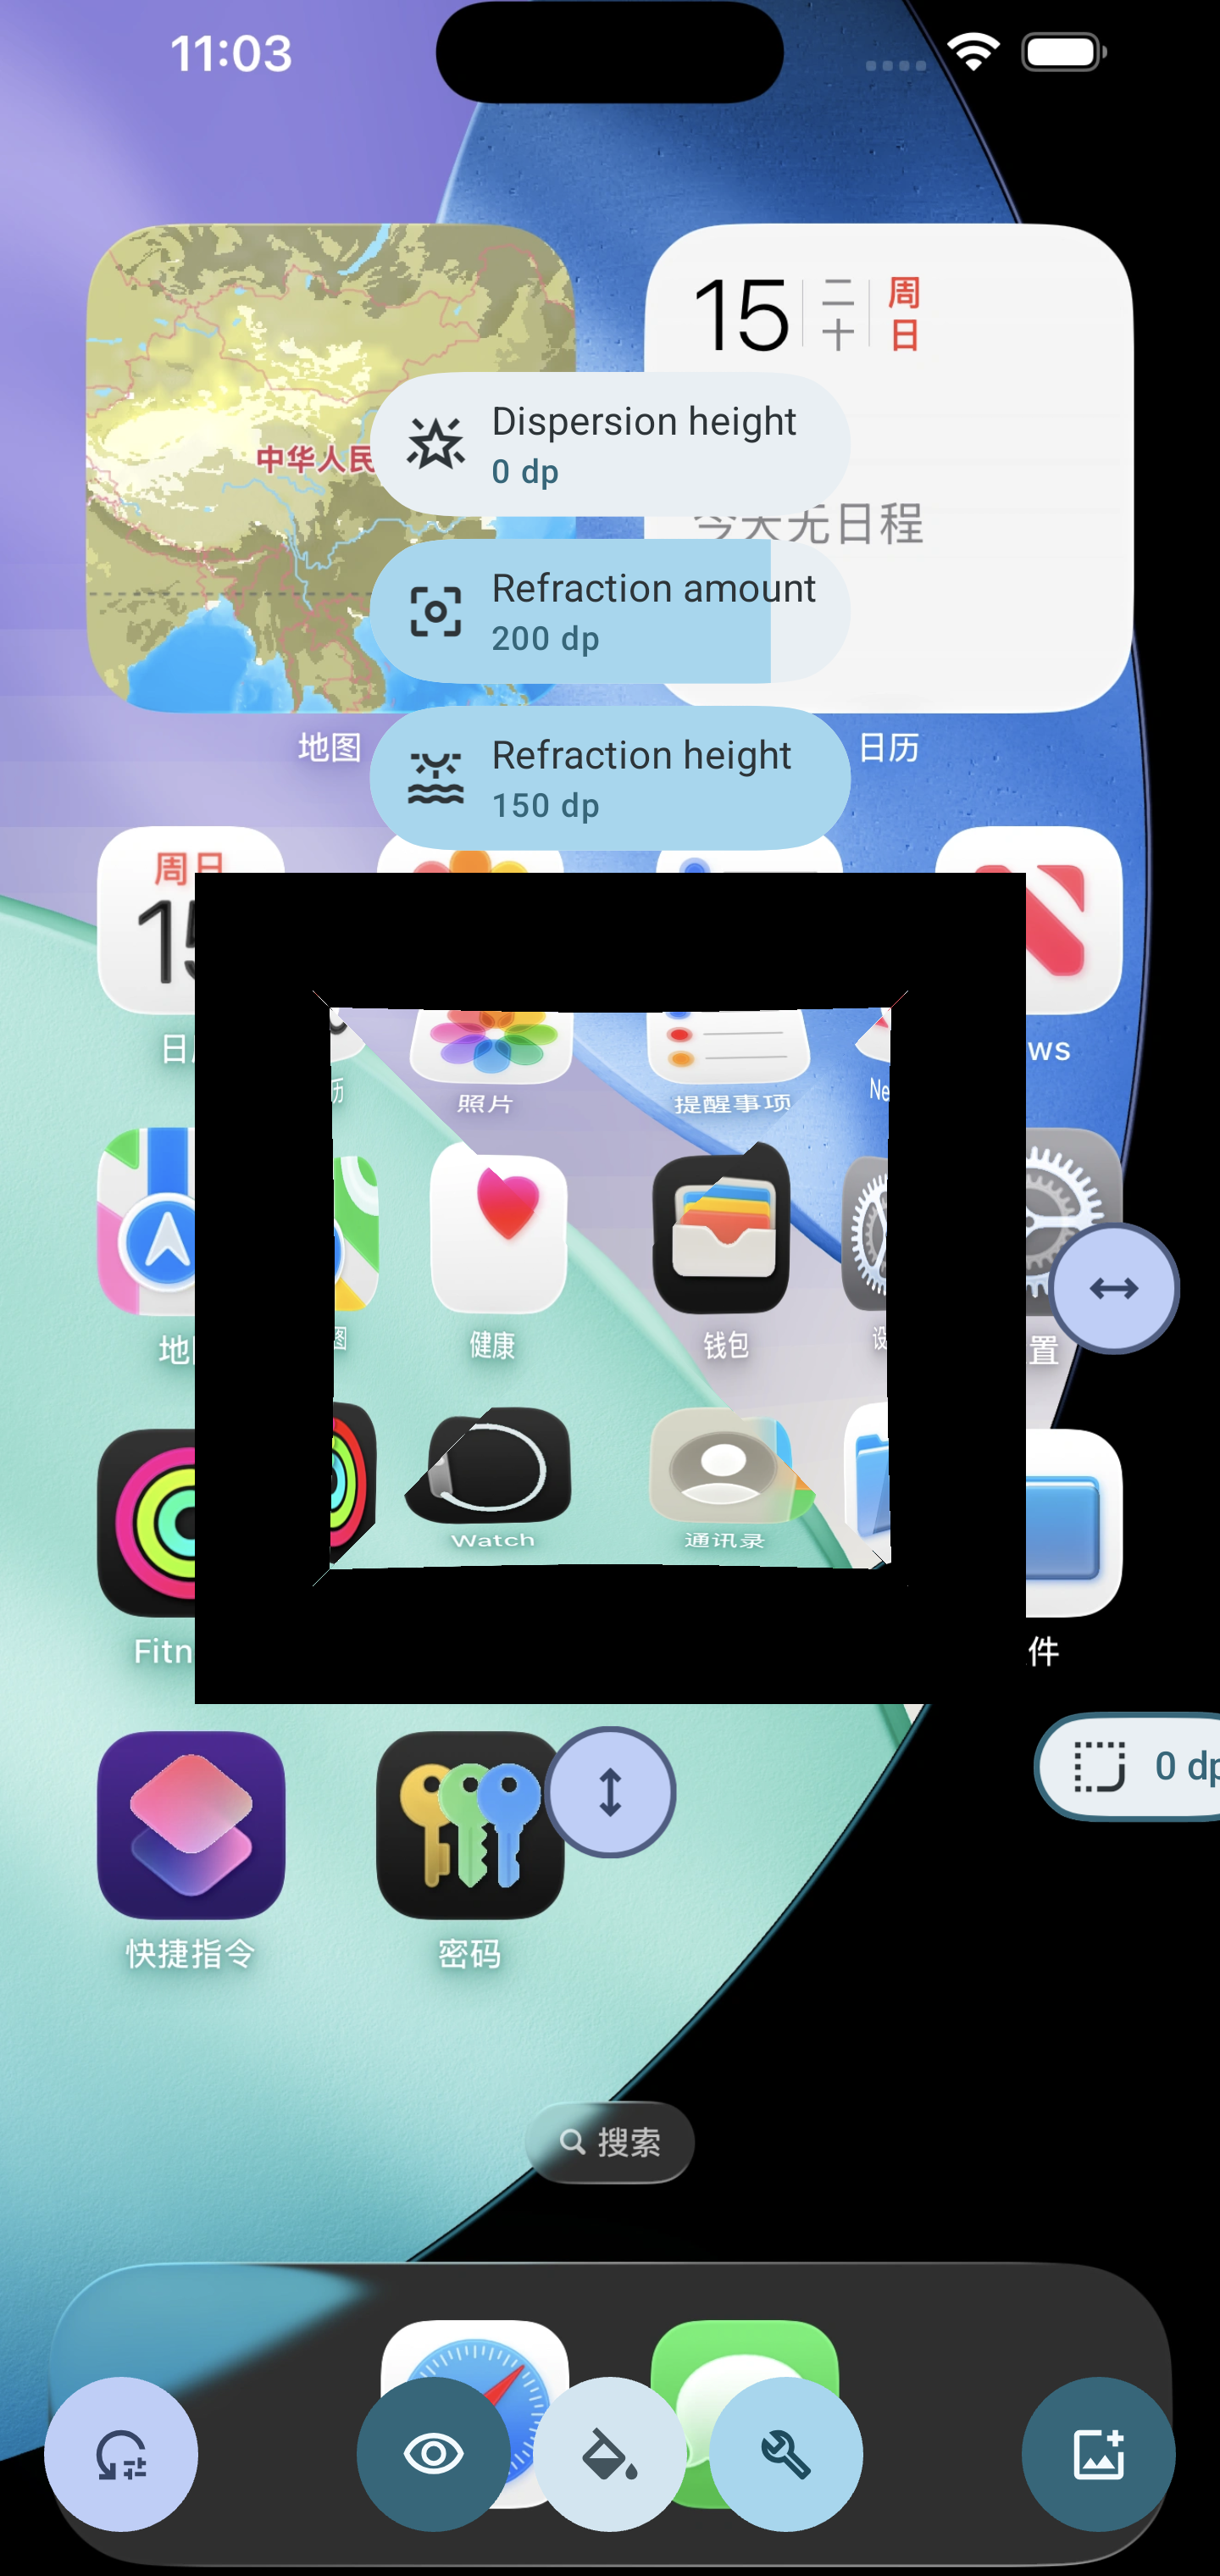 11:03
15
二十
周日
中华人民
Dispersion height
0 dp
今天无日程
Refraction amount
200 dp
Refraction height
150 dp
地图
日历
周日
15
日
历
照片
提醒事项
Ne
ws
地
图
健康
钱包
设
置
Fitn
Watch
通讯录
件
0 dp
快捷指令
密码
搜索